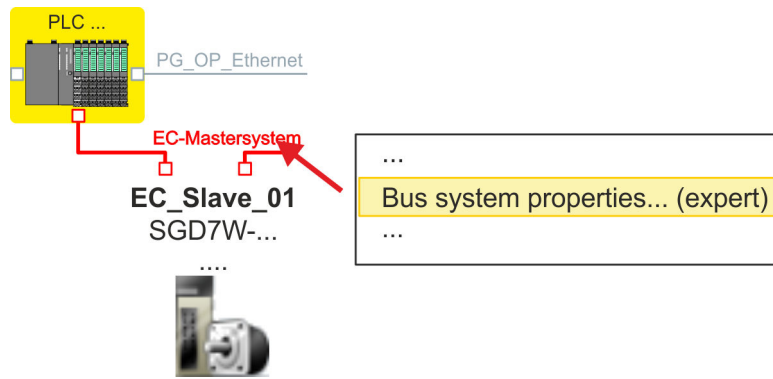 PLC ...
PG_OP_Ethernet
EC-Mastersystem
...
Bus system properties... (expert)
...
EC_Slave_01
SGD7W-...
....